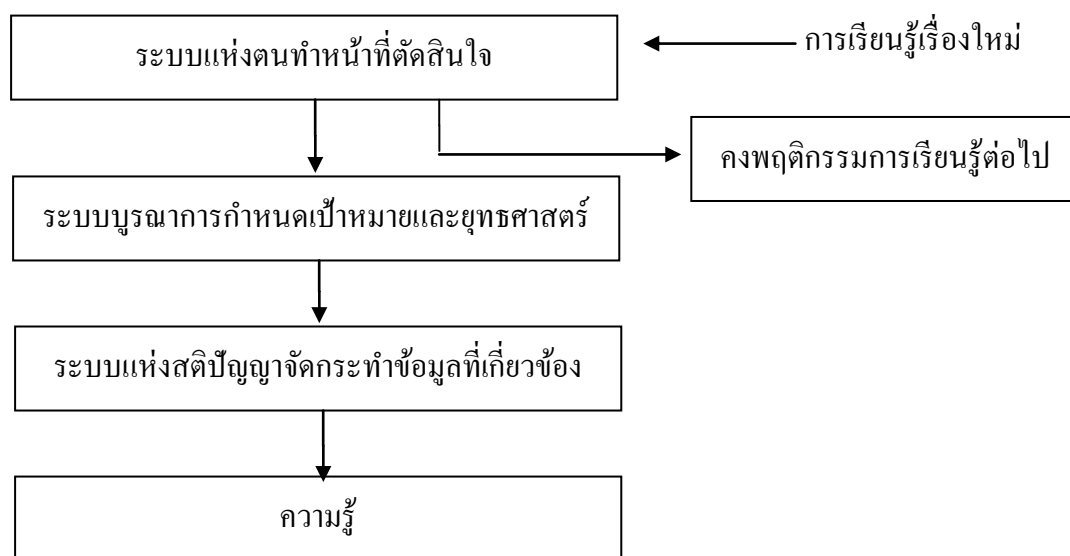 ระบบแห่งตนทำหน้าที่ตัดสินใจ
การเรียนรู้เรื่องใหม่
คงพฤติกรรมการเรียนรู้ต่อไป
ระบบบูรณาการกำหนดเป้าหมายและยุทธศาสตร์
ระบบแห่งสติปัญญาจัดกระทำข้อมูลที่เกี่ยวข้อง
ความรู้